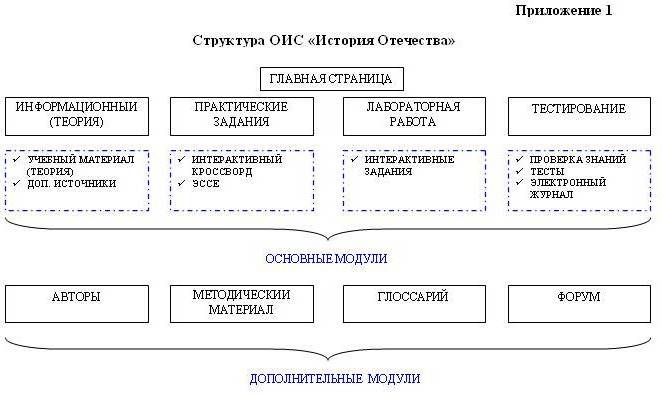 Приложение 1
Структура ОИС «История Отечества»
ГЛАВНАЯ СТРАНИЦА
ИНФОРМАЦИОННЫЙ
(ТЕОРИЯ)
ПРАКТИЧЕСКИЕ
ЗАДАНИЯ
ЛАБОРАТОРНАЯ
РАБОТА
ТЕСТИРОВАНИЕ
✓ УЧЕБНЫЙ МАТЕРИАЛ
(ТЕОРИЯ)
✓ ДОП. ИСТОЧНИКИ
✓ ИНТЕРАКТИВНЫЙ
КРОССВОРД
✓ ЭССЕ
✓ ИНТЕРАКТИВНЫЕ
ЗАДАНИЯ
✓ ПРОВЕРКА ЗНАНИЙ
✓ ТЕСТЫ
✓ ЭЛЕКТРОННЫЙ
ЖУРНАЛ
ОСНОВНЫЕ МОДУЛИ
АВТОРЫ
МЕТОДИЧЕСКИЙ
МАТЕРИАЛ
ГЛОССАРИЙ
ФОРУМ
ДОПОЛНИТЕЛЬНЫЕ МОДУЛИ